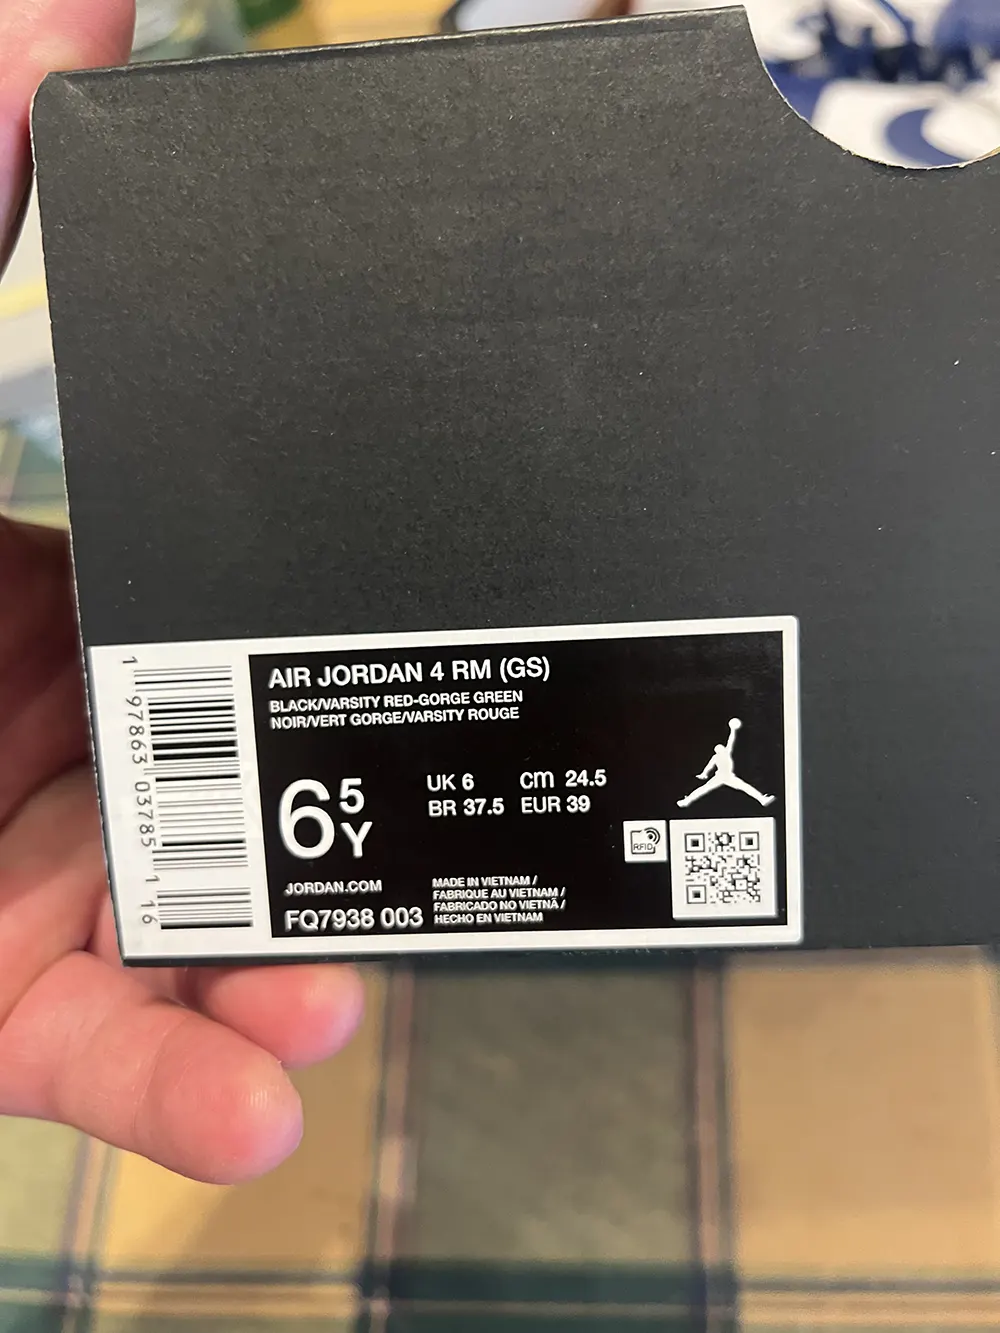 AIR JORDAN 4 RM (GS)
BLACK/VARSITY RED-GORGE GREEN
NOIR/VERT GORGE/VARSITY ROUGE
6 5 Y
UK 6 cm 24.5
BR 37.5 EUR 39
RFID
JORDAN.COM
FQ7938 003
MADE IN VIETNAM /
FABRIQUE AU VIETNAM /
FABRICADO NO VIETNÃ /
HECHO EN VIETNAM
1 97863 03785 1 16